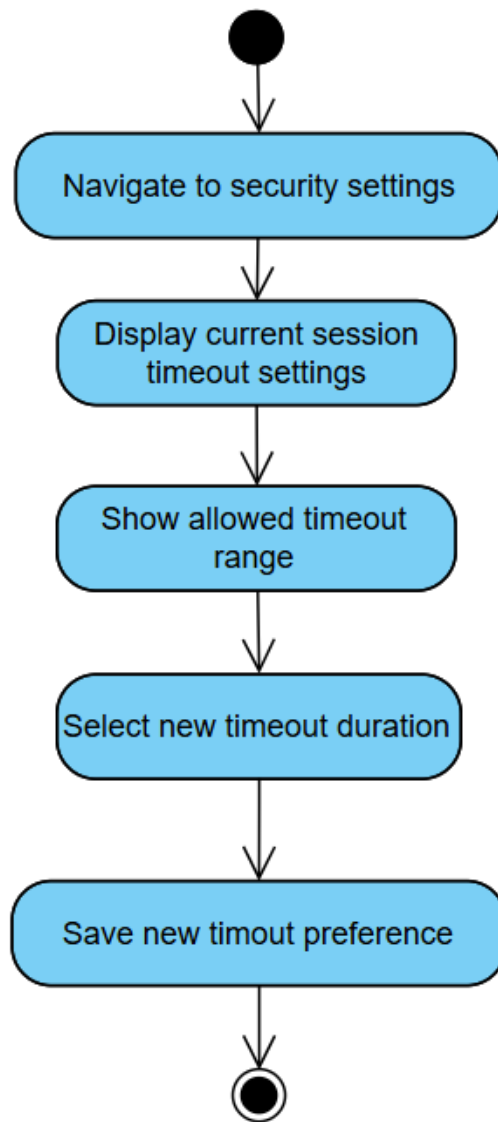 Navigate to security settings
Display current session
timeout settings
Show allowed timeout
range
Select new timeout duration
Save new timout preference